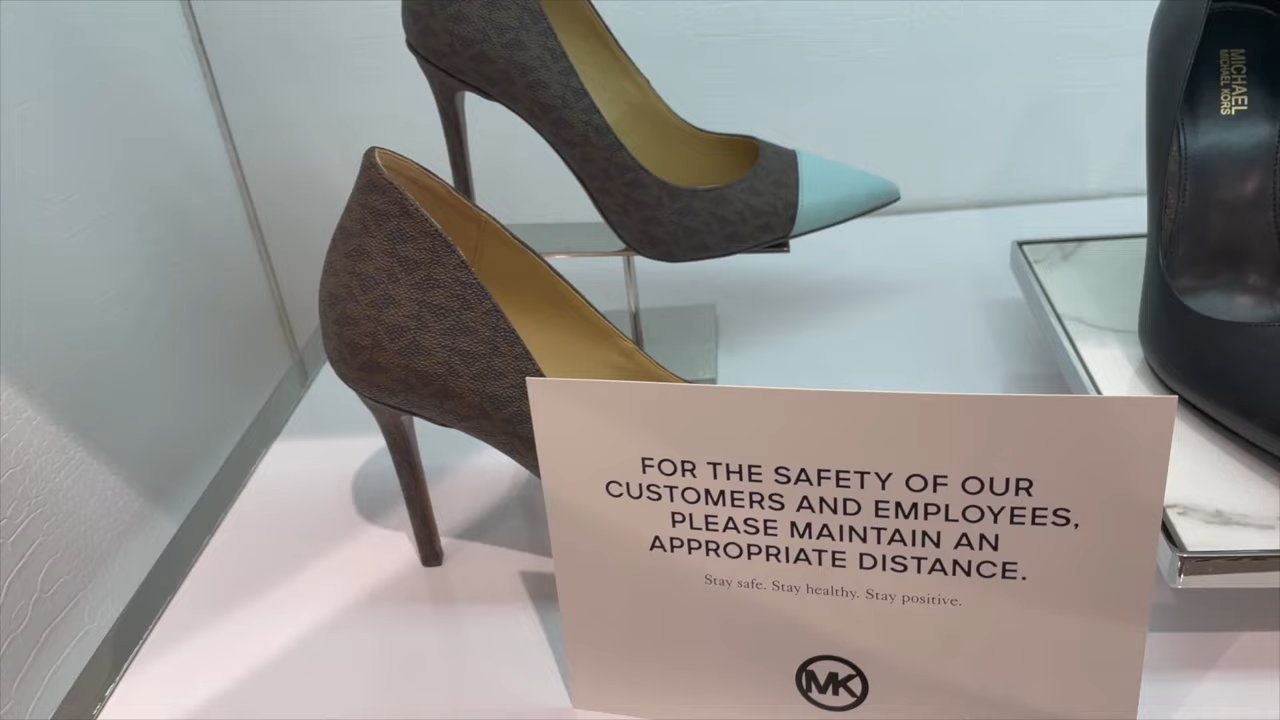 MICHAEL
MICHAEL KORS
FOR THE SAFETY OF OUR
CUSTOMERS AND EMPLOYEES,
PLEASE MAINTAIN AN
APPROPRIATE DISTANCE.
Stay safe. Stay healthy. Stay positive.
MK